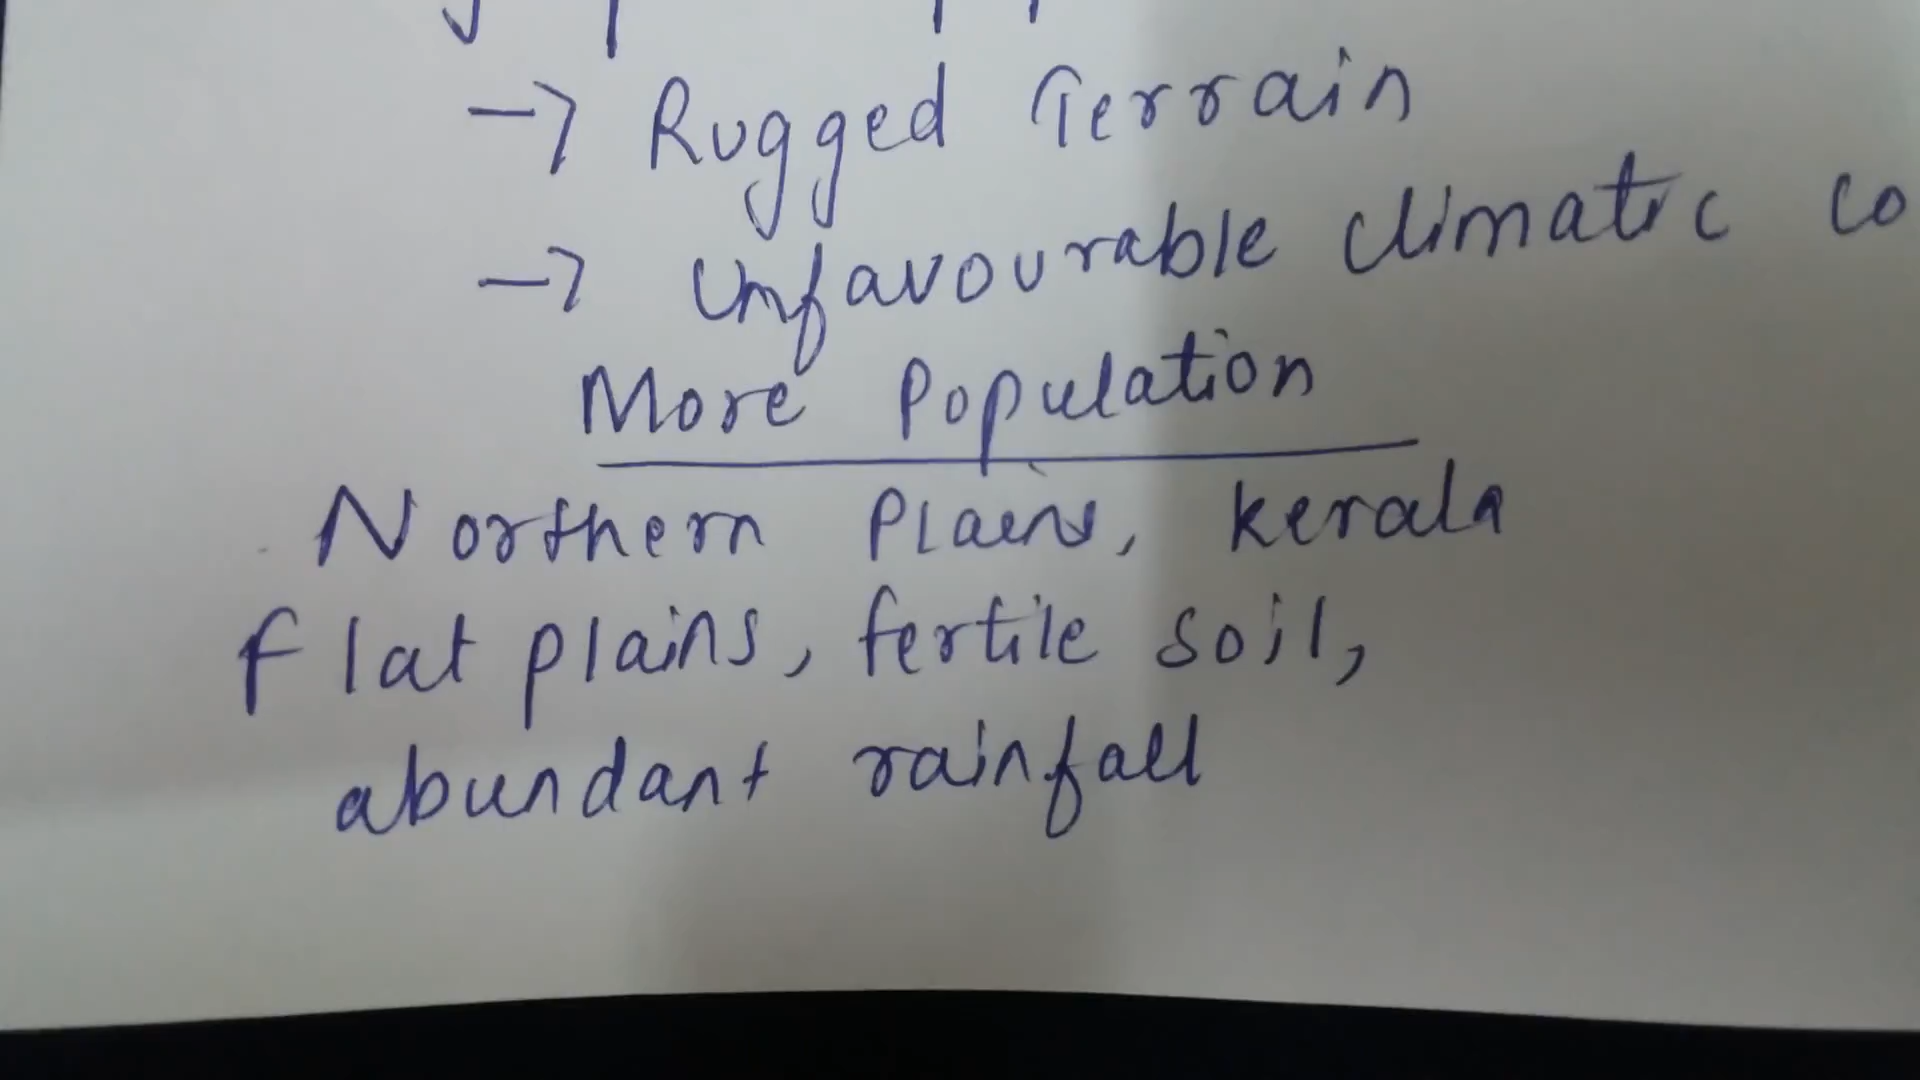 -> Rugged Terrain
-> Unfavourable climatic co
More Population
Northern Plains, kerala
flat plains, fertile soil,
abundant rainfall